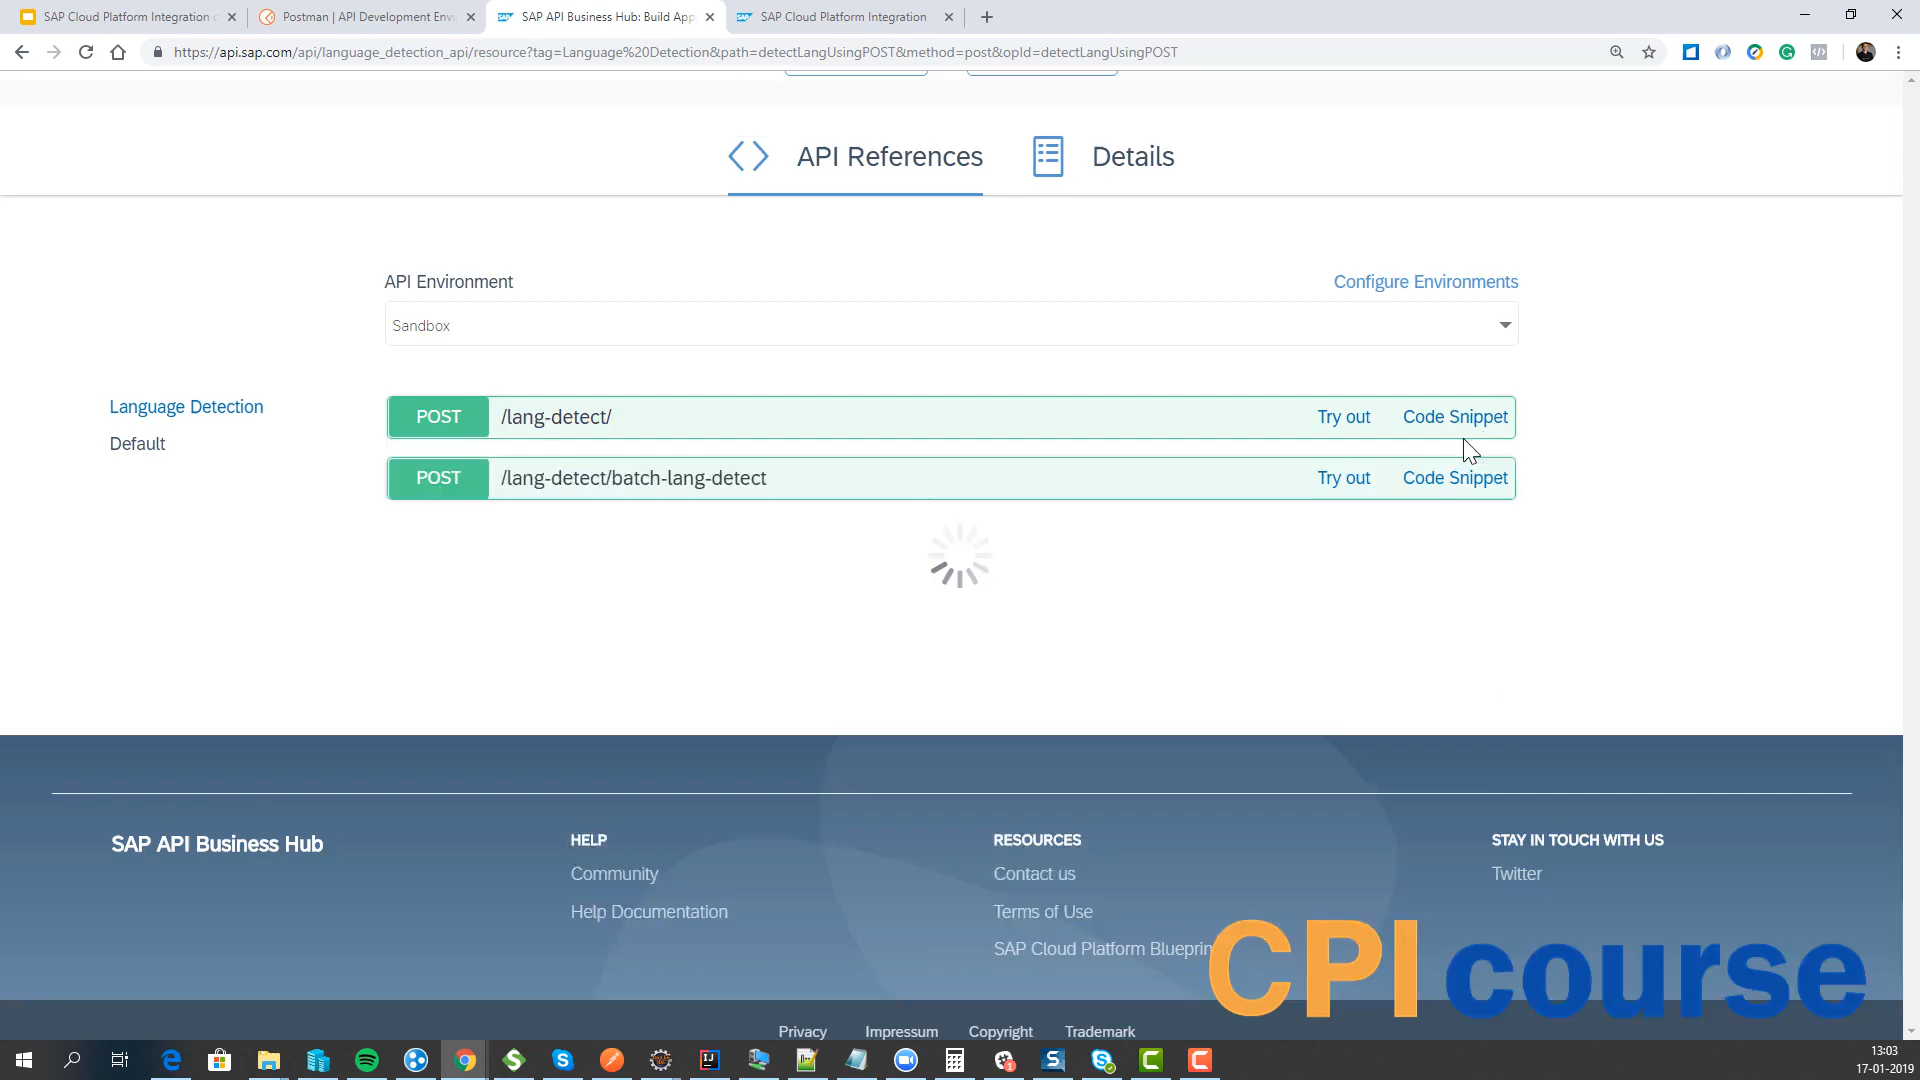 SAP Cloud Platform Integration
Postman | API Development Envi
SAP API Business Hub: Build App
SAP Cloud Platform Integration
https://api.sap.com/api/language_detection_api/resource?tag=Language%20Detection&path=detectLangUsingPOST&method=post&opId=detectLangUsingPOST
API References
Details
API Environment
Configure Environments
Sandbox
Language Detection
Default
POST /lang-detect/ Try out Code Snippet
POST /lang-detect/batch-lang-detect Try out Code Snippet
SAP API Business Hub
HELP
Community
Help Documentation
RESOURCES
Contact us
Terms of Use
SAP Cloud Platform Blueprin
STAY IN TOUCH WITH US
Twitter
CPI course
Privacy Impressum Copyright Trademark
13:03
17-01-2019